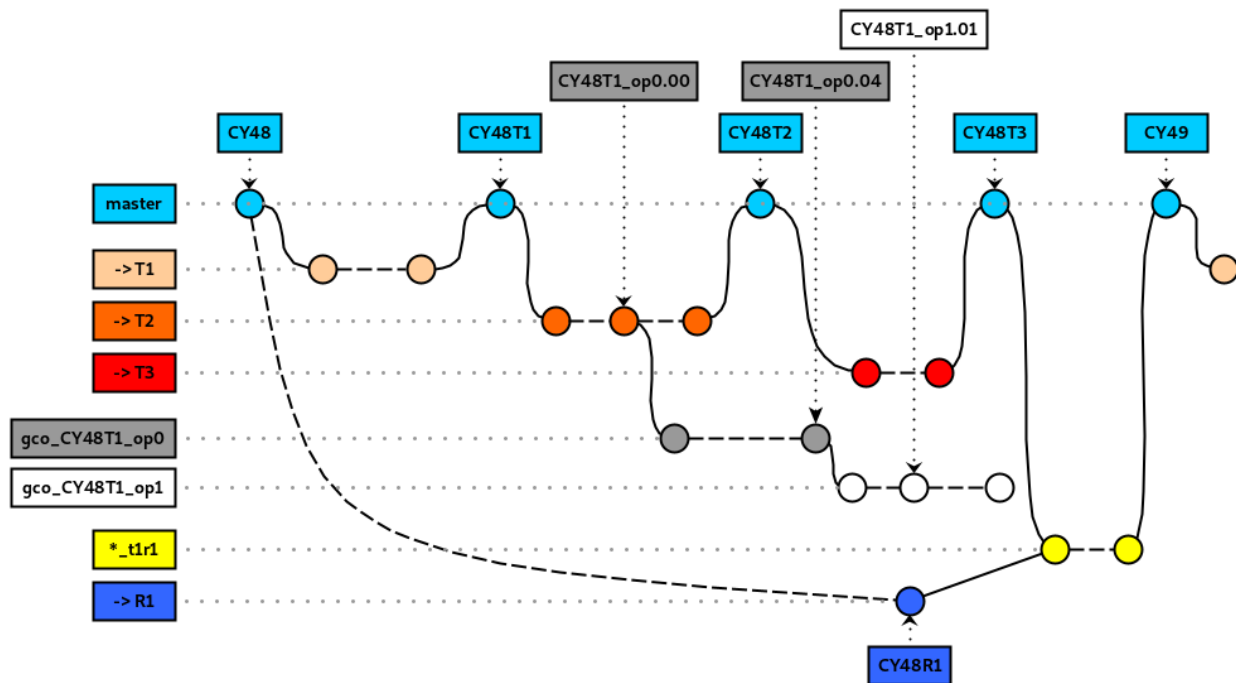 CY48T1_op1.01
CY48T1_op0.00
CY48T1_op0.04
CY48
CY48T1
CY48T2
CY48T3
CY49
master
-> T1
-> T2
-> T3
gco_CY48T1_op0
gco_CY48T1_op1
*_t1r1
-> R1
CY48R1